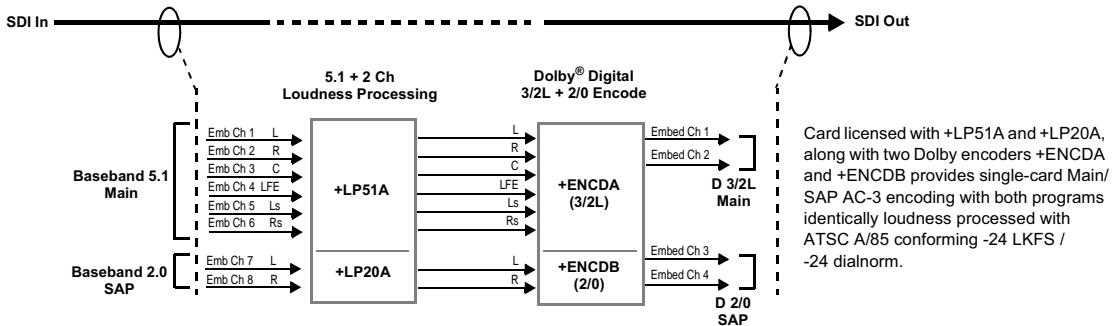 SDI In
SDI Out
5.1 + 2 Ch
Loudness Processing
Dolby® Digital
3/2L + 2/0 Encode
Baseband 5.1
Main
Emb Ch 1 L
Emb Ch 2 R
Emb Ch 3 C
Emb Ch 4 LFE
Emb Ch 5 Ls
Emb Ch 6 Rs
+LP51A
L
R
C
LFE
Ls
Rs
+ENCDA
(3/2L)
Embed Ch 1
Embed Ch 2
D 3/2L
Main
Baseband 2.0
SAP
Emb Ch 7 L
Emb Ch 8 R
+LP20A
L
R
+ENCDB
(2/0)
Embed Ch 3
Embed Ch 4
D 2/0
SAP
Card licensed with +LP51A and +LP20A,
along with two Dolby encoders +ENCDA
and +ENCDB provides single-card Main/
SAP AC-3 encoding with both programs
identically loudness processed with
ATSC A/85 conforming -24 LKFS /
-24 dialnorm.